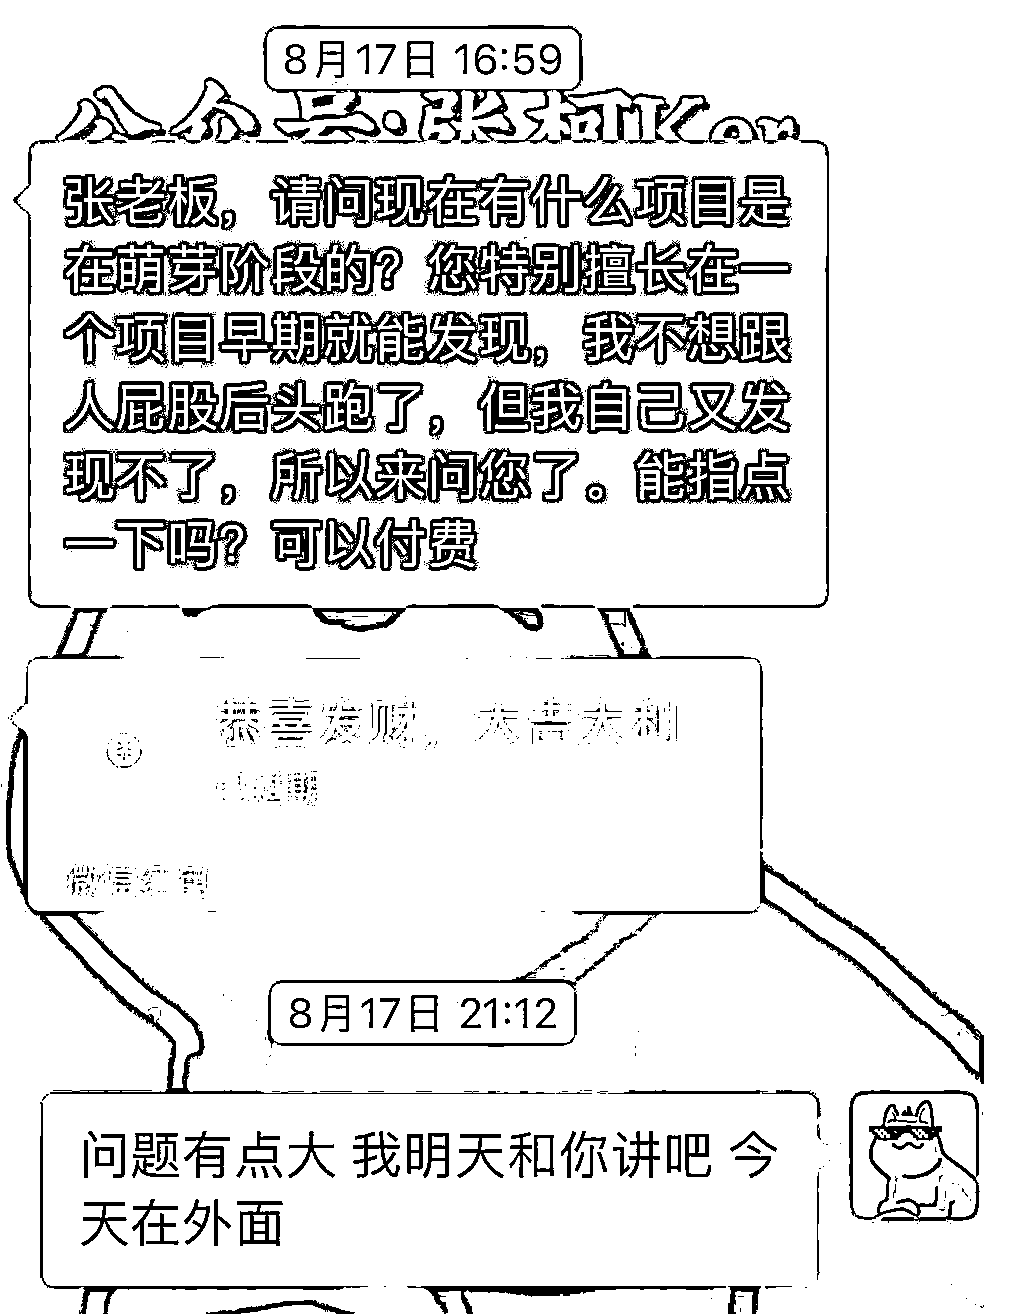 8月17日 16:59
公众号:张柯Ker
张老板，请问现在有什么项目是
在萌芽阶段的？您特别擅长在一
个项目早期就能发现，我不想跟
人屁股后头跑了，但我自己又发
现不了，所以来问您了。能指点
一下吗？可以付费
恭喜发财，大吉大利
已过期
微信红包
8月17日 21:12
问题有点大 我明天和你讲吧 今
天在外面